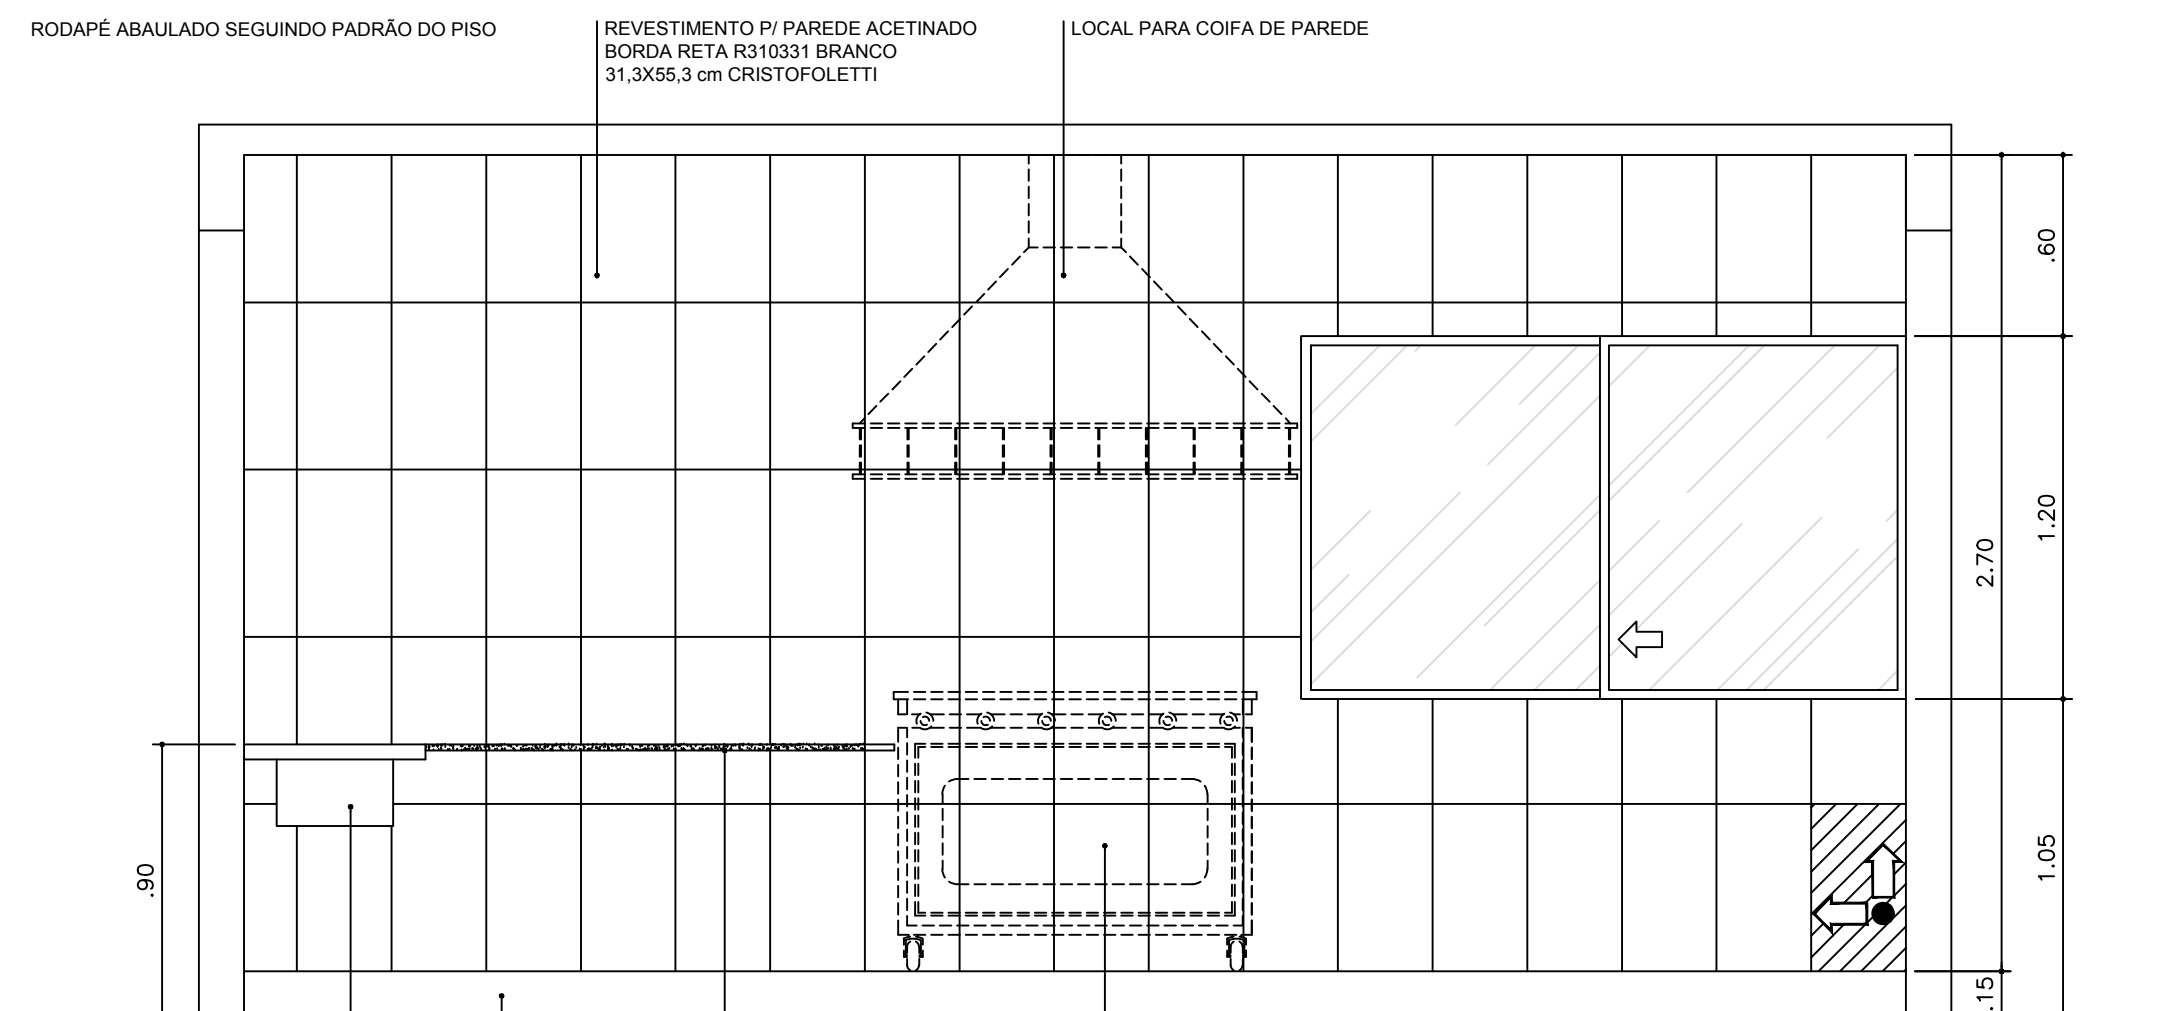 RODAPÉ ABAULADO SEGUINDO PADRÃO DO PISO
REVESTIMENTO P/ PAREDE ACETINADO
BORDA RETA R310331 BRANCO
31,3X55,3 cm CRISTOFOLETTI
LOCAL PARA COIFA DE PAREDE
.60
1.20
2.70
1.05
.90
.15